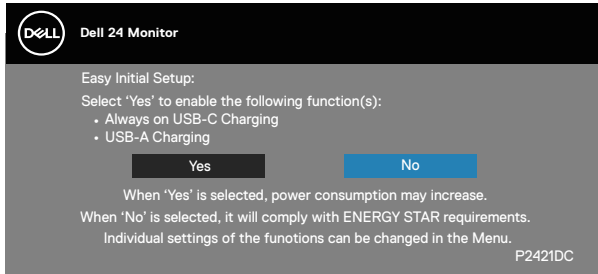 DELL
Dell 24 Monitor
Easy Initial Setup:
Select ‘Yes’ to enable the following function(s):
• Always on USB-C Charging
• USB-A Charging
Yes
No
When ‘Yes’ is selected, power consumption may increase.
When ‘No’ is selected, it will comply with ENERGY STAR requirements.
Individual settings of the funotions can be changed in the Menu.
P2421DC